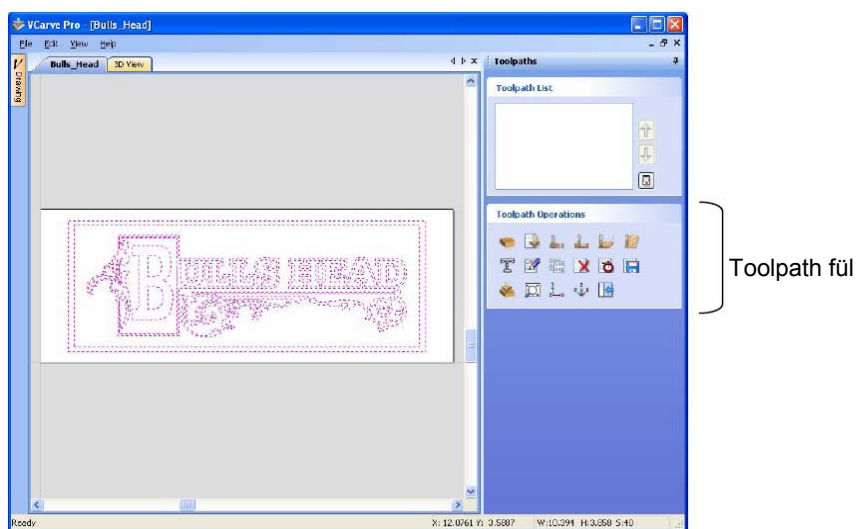 VCarve Pro - [Bulls_Head]
File Edit View Help
Drawing
Bulls_Head 3D View
Toolpaths
Toolpath List
BULLS HEAD
Toolpath Operations
Toolpath fül
Ready
X: 12.0761 Y: 3.5887 W:10.394 H:3.858 S:40